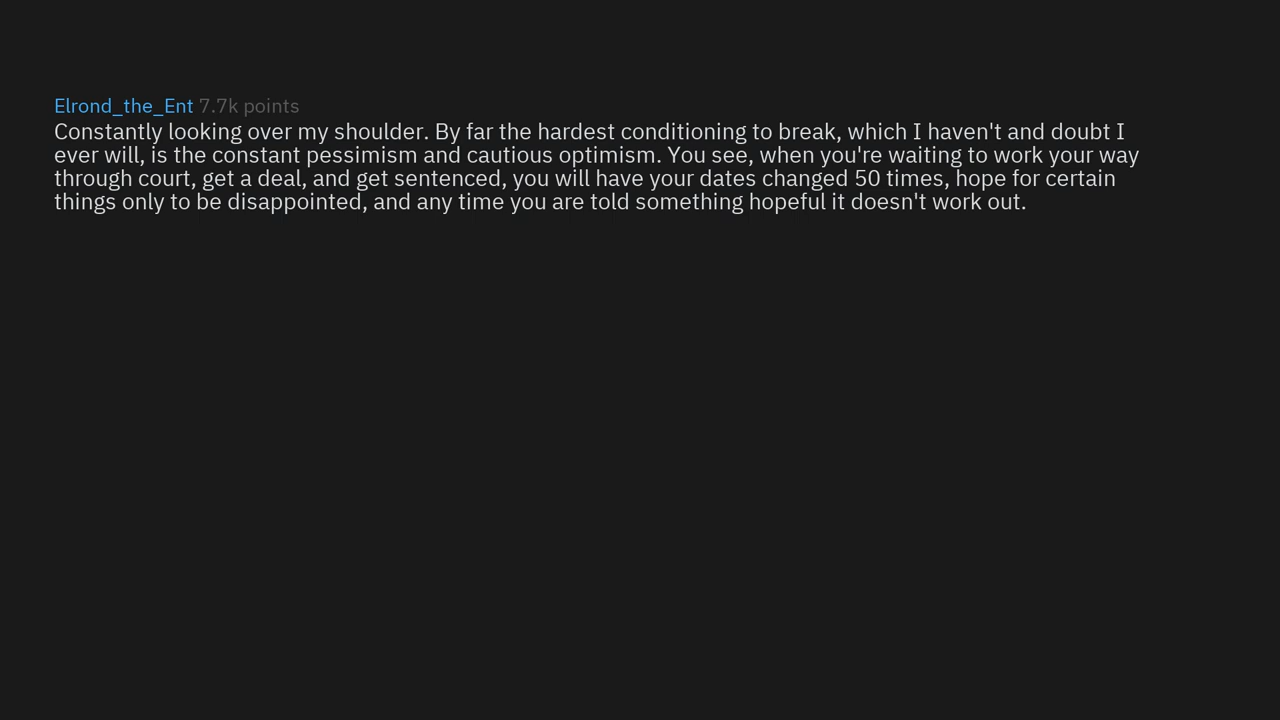 Elrond_the_Ent 7.7k points
Constantly looking over my shoulder. By far the hardest conditioning to break, which I haven't and doubt I
ever will, is the constant pessimism and cautious optimism. You see, when you're waiting to work your way
through court, get a deal, and get sentenced, you will have your dates changed 50 times, hope for certain
things only to be disappointed, and any time you are told something hopeful it doesn't work out.